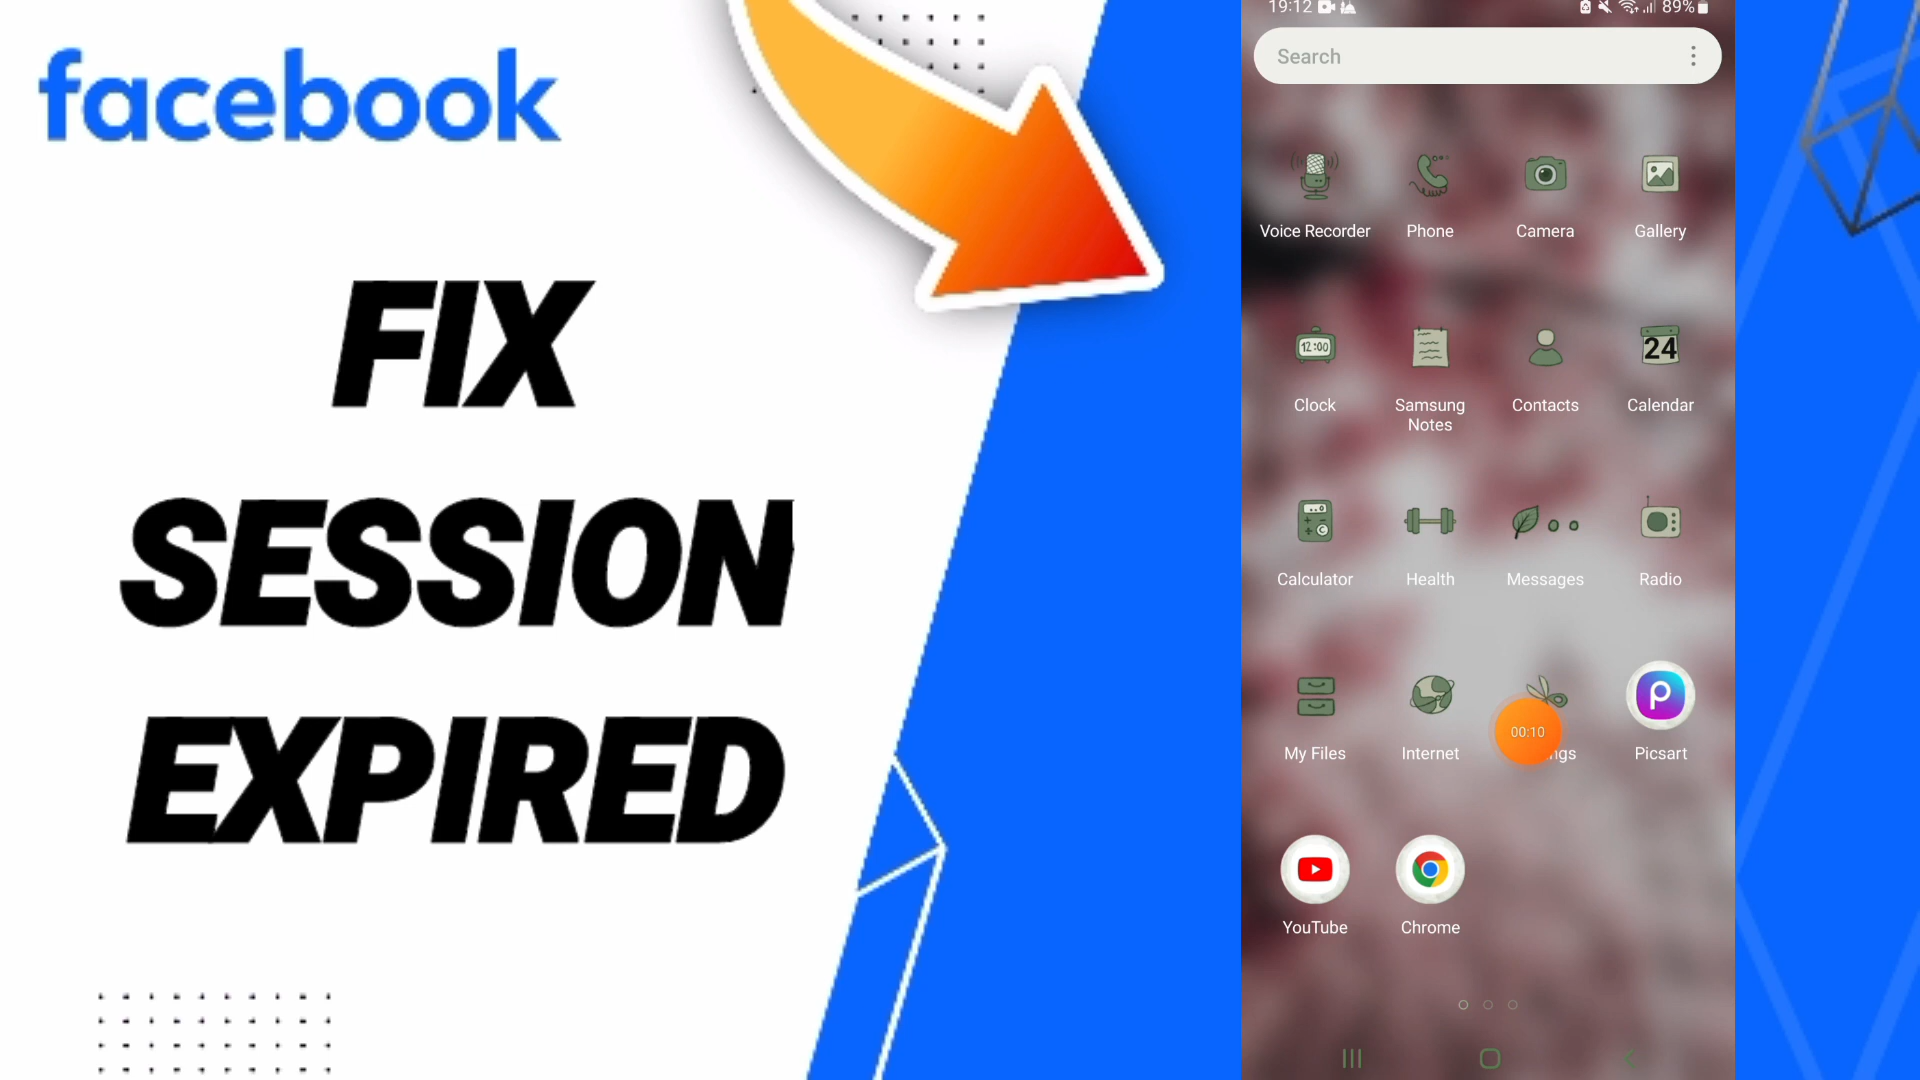 facebook
FIX
SESSION
EXPIRED
19:12
89%
Search
Voice Recorder
Phone
Camera
Gallery
12:00
24
Clock
Samsung
Notes
Contacts
Calendar
Calculator
Health
Messages
Radio
00:10
My Files
Internet
ngs
Picsart
YouTube
Chrome